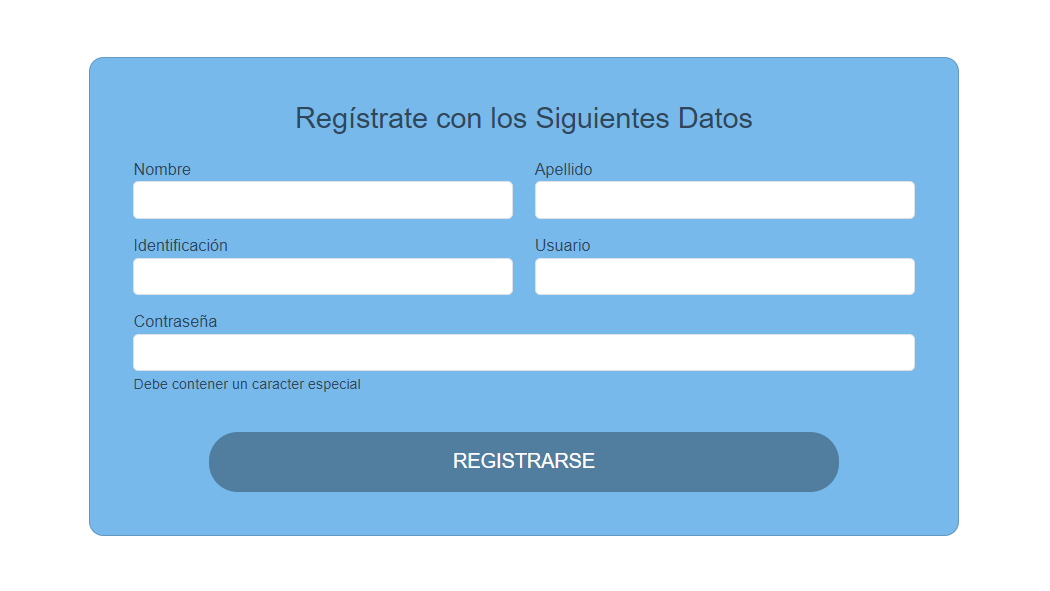 Regístrate con los Siguientes Datos
Nombre
Apellido
Identificación
Usuario
Contraseña
Debe contener un caracter especial
REGISTRARSE